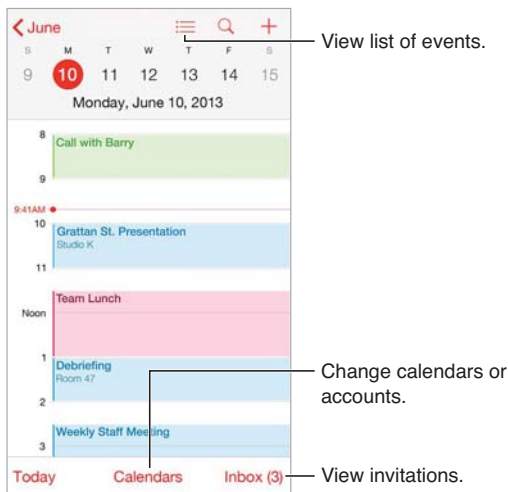 June
View list of events.
S M T W T F S
9 10 11 12 13 14 15
Monday, June 10, 2013
8
Call with Barry
9
9:41AM
10
Grattan St. Presentation
Studio K
11
Team Lunch
Noon
1
Debriefing
Room 47
Change calendars or
accounts.
2
Weekly Staff Meeting
3
Today Calendars Inbox (3)
View invitations.